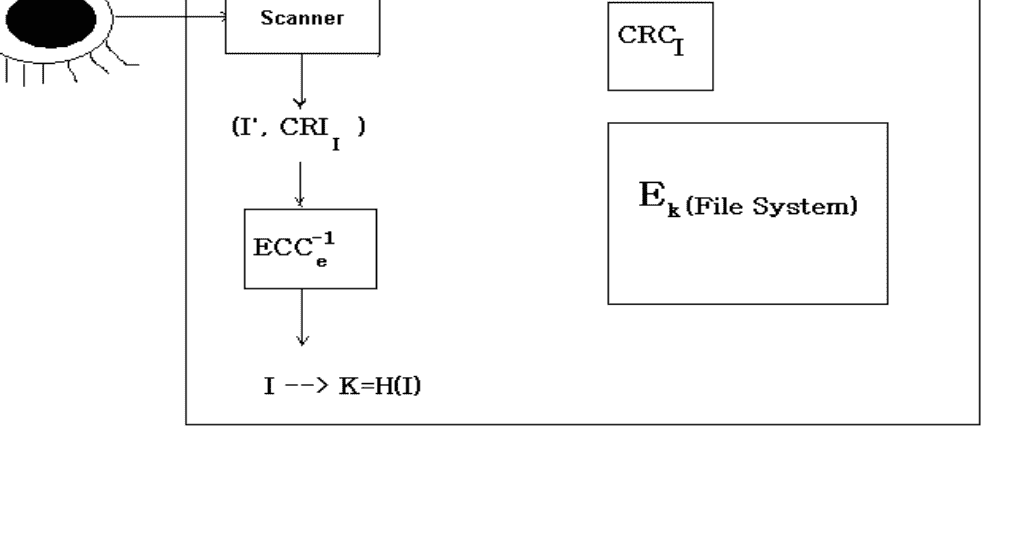 Scanner
CRC_I
(I', CRI_I )
E_k (File System)
ECC_e^-1
I --> K=H(I)